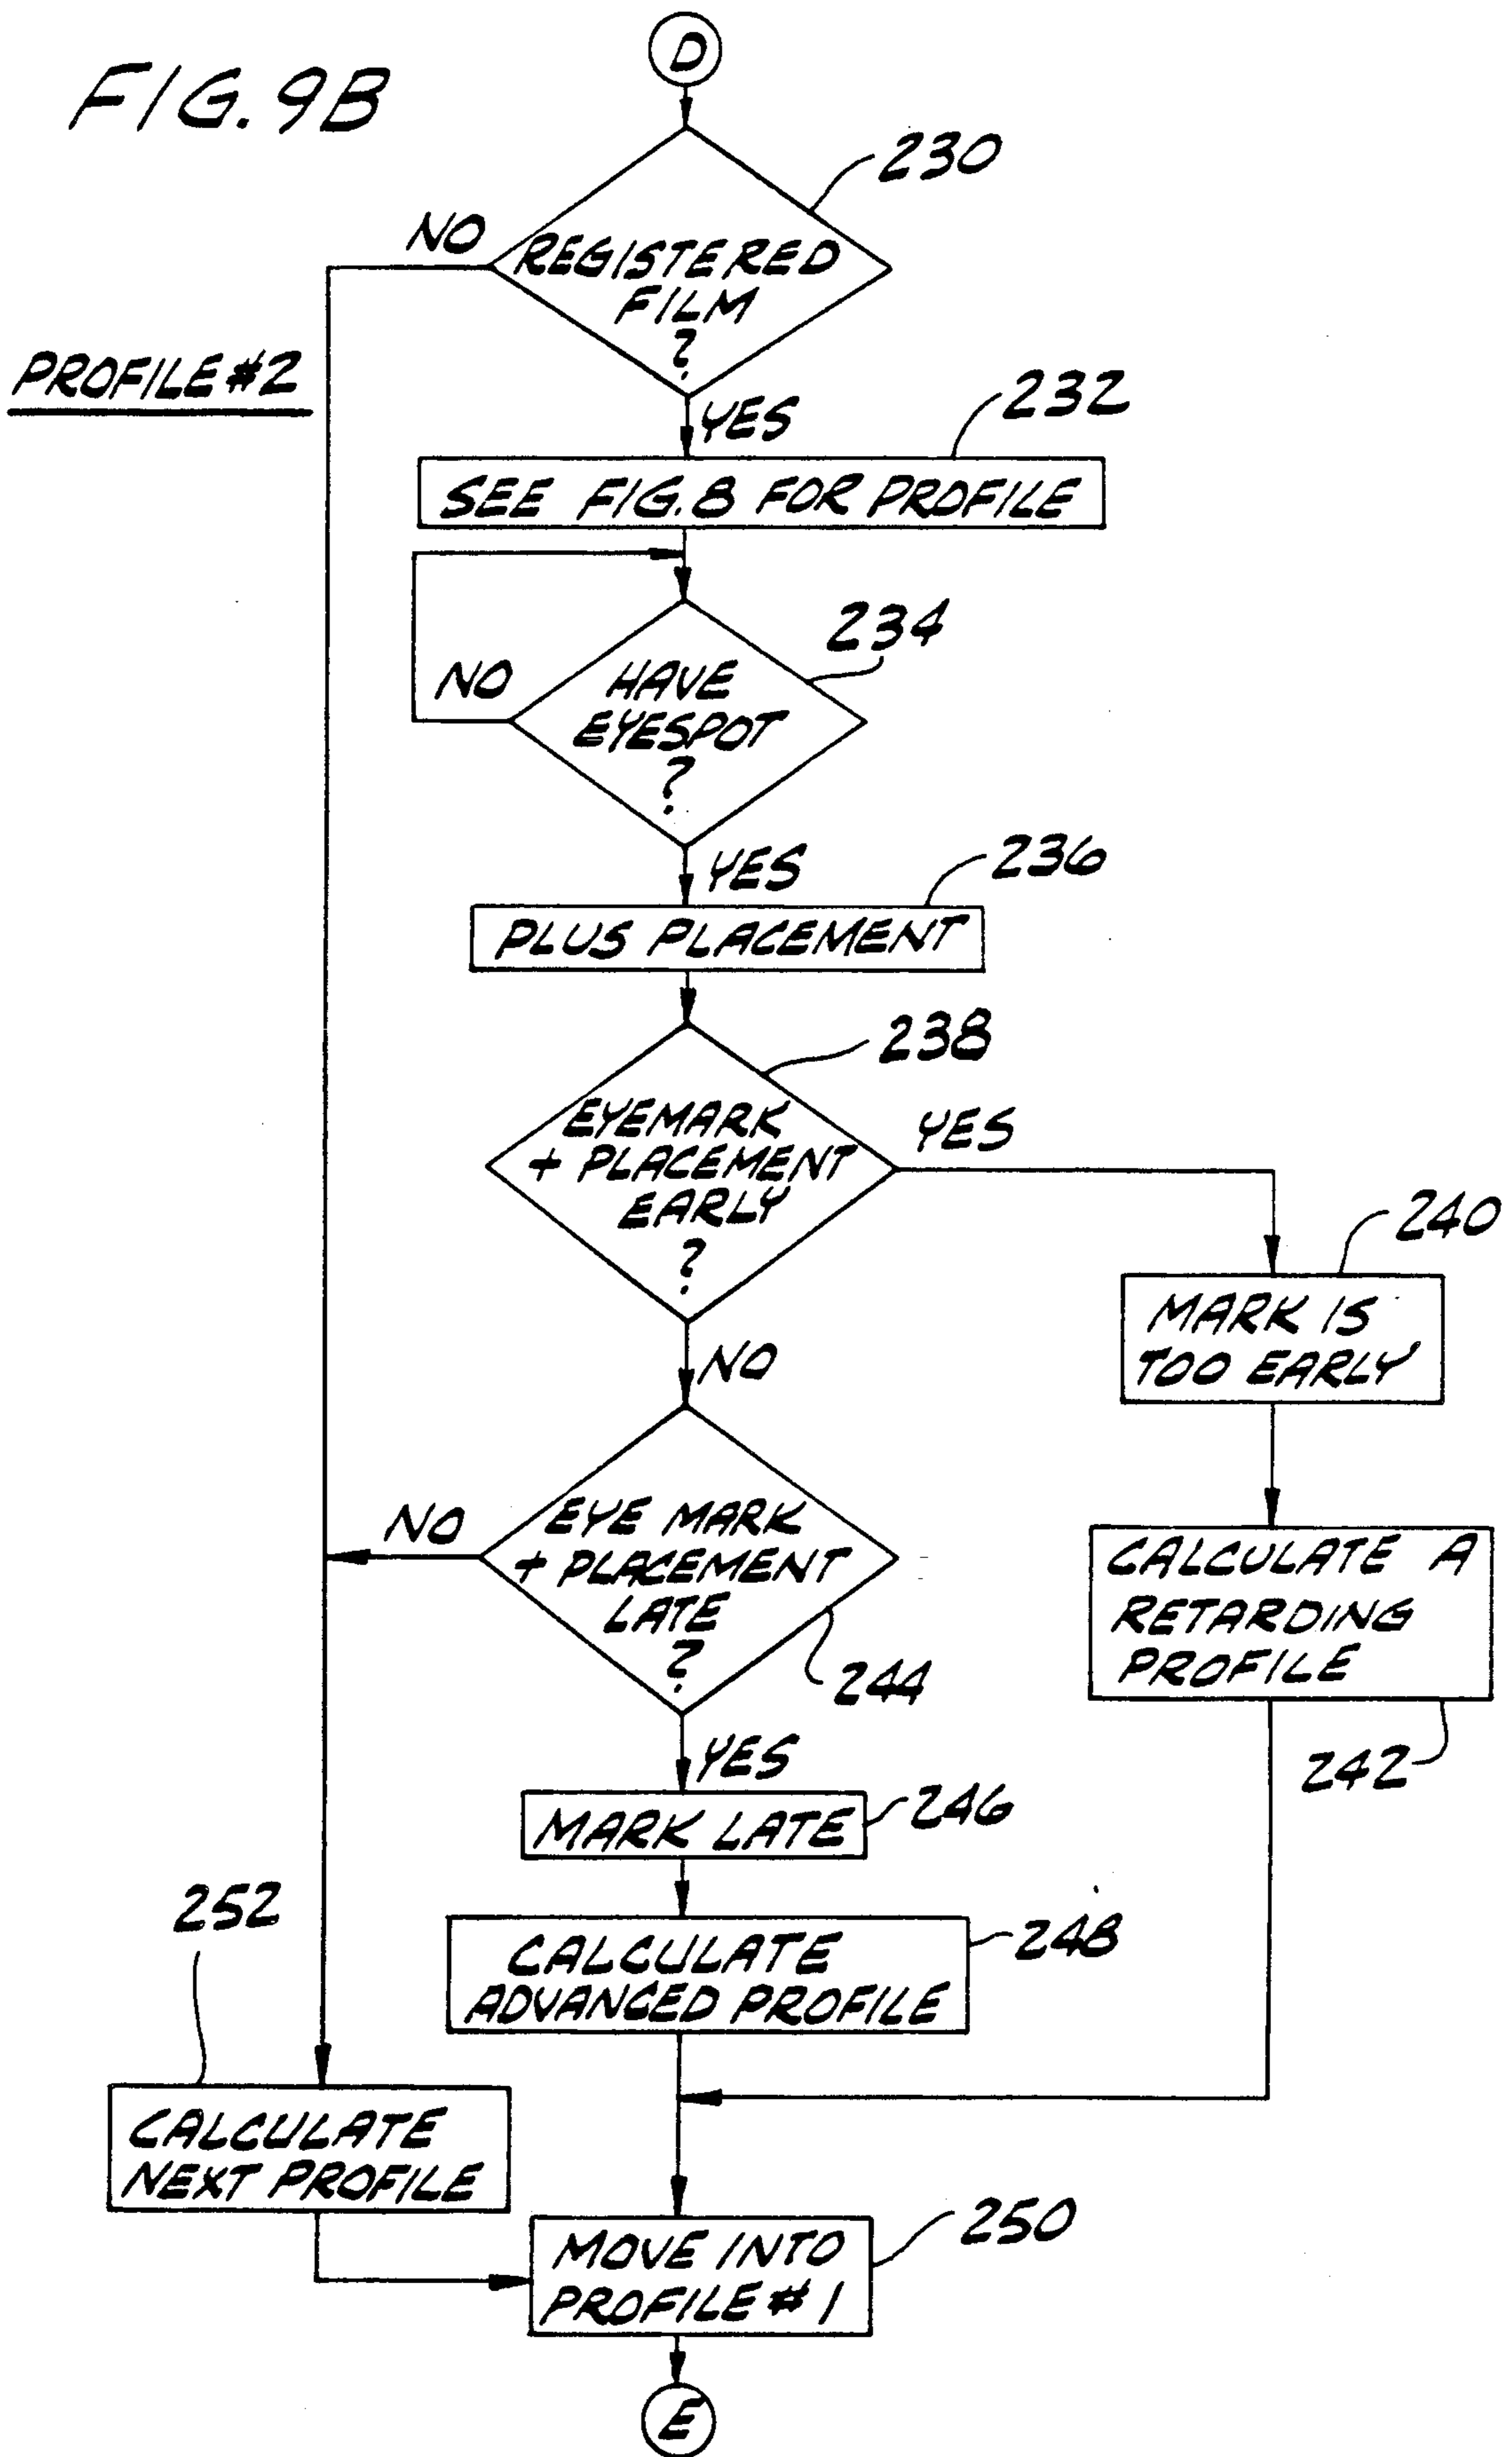 FIG. 9B
D
230
NO
REGISTERED
FILM
?
PROFILE #2
YES
232
SEE FIG. 8 FOR PROFILE
234
NO
HAVE
EYESPOT
?
YES
236
PLUS PLACEMENT
238
EYEMARK
+ PLACEMENT
EARLY
?
YES
240
MARK IS
TOO EARLY
NO
NO
EYE MARK
+ PLACEMENT
LATE
?
244
CALCULATE A
RETARDING
PROFILE
242
YES
MARK LATE
246
252
CALCULATE
ADVANCED PROFILE
248
CALCULATE
NEXT PROFILE
250
MOVE INTO
PROFILE #1
E